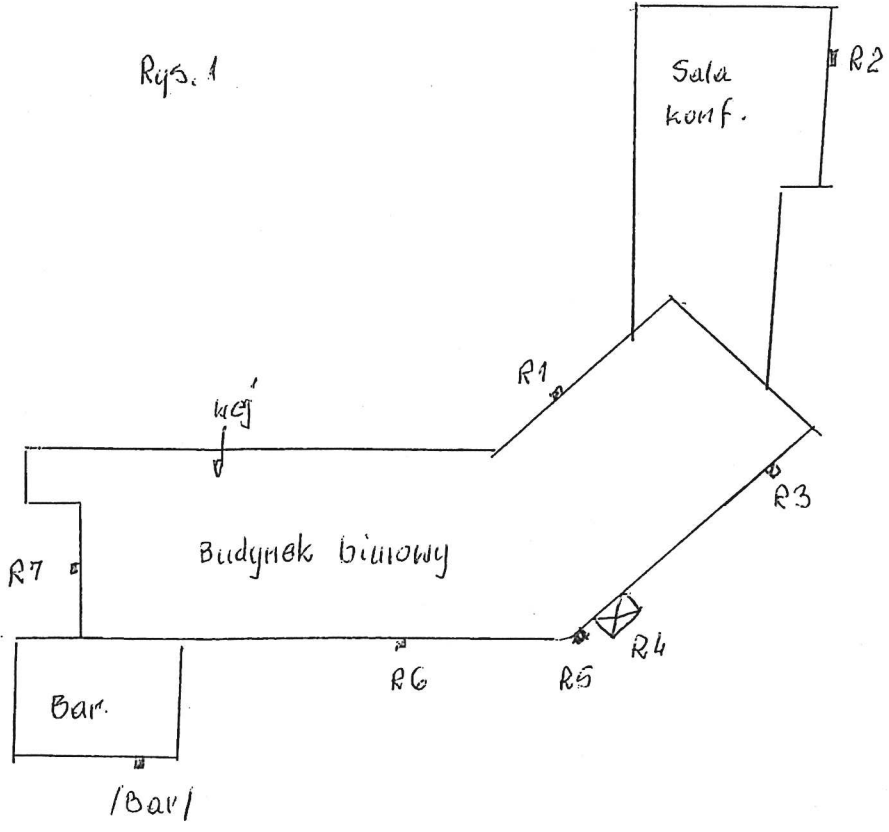 Rys. 1
Sala
konf.
R2
R1
wej
R3
Budynek biurowy
R7
R4
R6
R5
Bar.
/Bar/